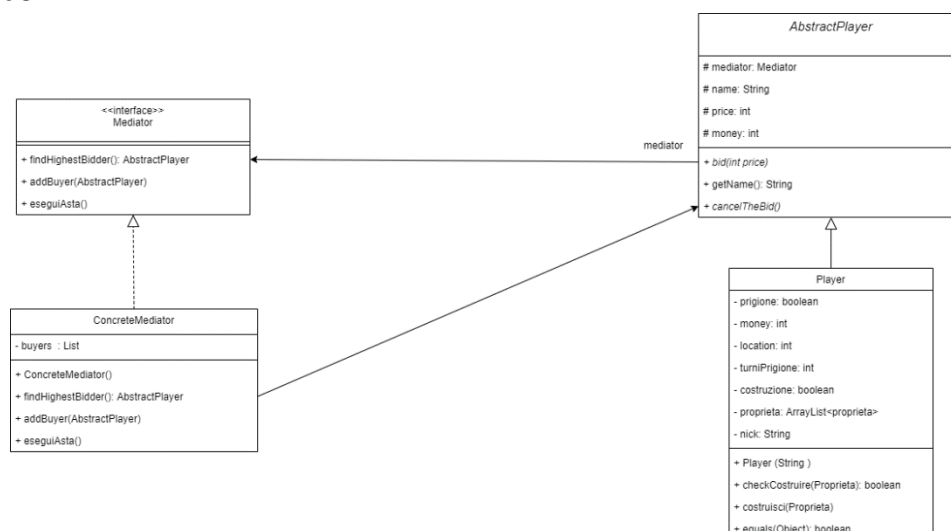 AbstractPlayer
# mediator: Mediator
# name: String
# price: int
# money: int
+ bid(int price)
+ getName(): String
+ cancelTheBid()
mediator
<<interface>>
Mediator
+ findHighestBidder(): AbstractPlayer
+ addBuyer(AbstractPlayer)
+ eseguiAsta()
ConcreteMediator
- buyers : List
+ ConcreteMediator()
+ findHighestBidder(): AbstractPlayer
+ addBuyer(AbstractPlayer)
+ eseguiAsta()
Player
- prigione: boolean
- money: int
- location: int
- turniPrigione: int
- costruzione: boolean
- proprieta: ArrayList<proprieta>
- nick: String
+ Player (String )
+ checkCostruire(Proprieta): boolean
+ costruisci(Proprieta)
+ equals(Object): boolean